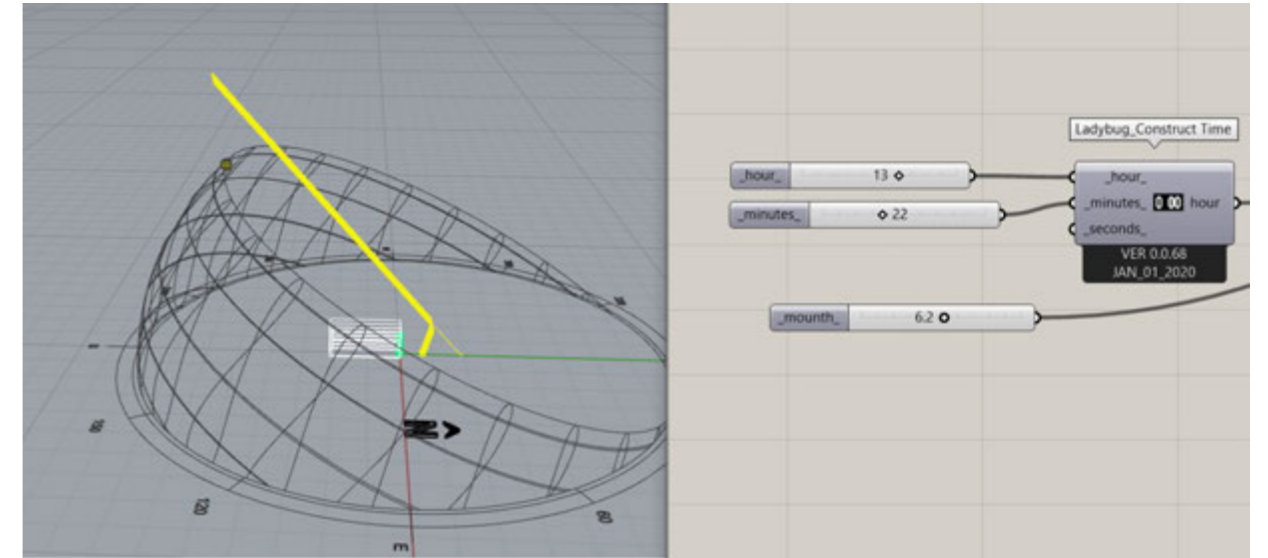 Ladybug_Construct Time
_hour_ 13
_hour_
_minutes_ 22
_minutes_ 0 00 hour
_seconds_
VER 0.0.68
JAN_01_2020
_mounth_ 6.2
N
120
60